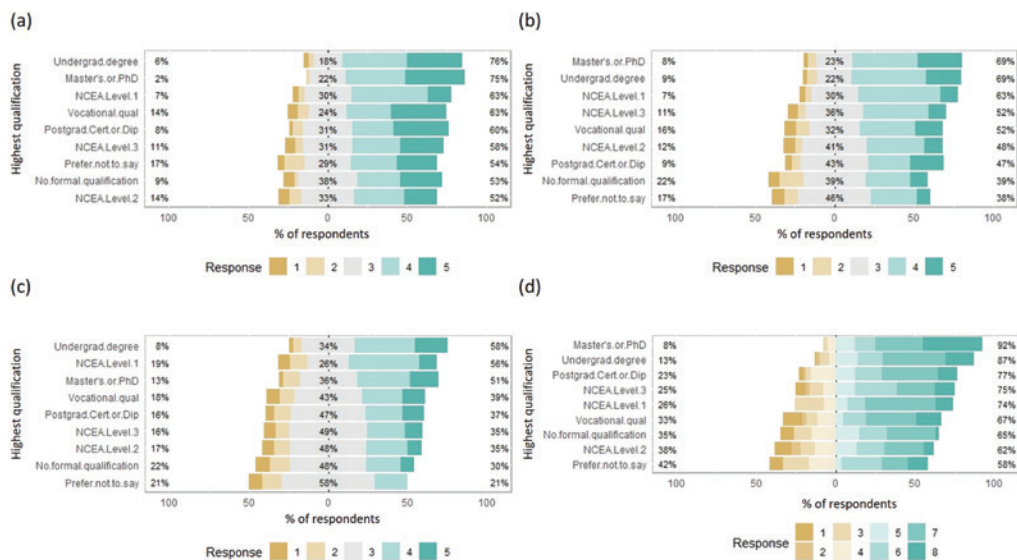 (a)
Highest qualification
Undergrad.degree 6% 18% 76%
Master's.or.PhD 2% 22% 75%
NCEA.Level.1 7% 30% 63%
Vocational.qual 14% 24% 63%
Postgrad.Cert.or.Dip 8% 31% 60%
NCEA.Level.3 11% 31% 58%
Prefer.not.to.say 17% 29% 54%
No.formal.qualification 9% 38% 53%
NCEA.Level.2 14% 33% 52%
100 50 0 50 100
% of respondents
Response 1 2 3 4 5
(b)
Highest qualification
Master's.or.PhD 8% 23% 69%
Undergrad.degree 9% 22% 69%
NCEA.Level.1 7% 30% 63%
NCEA.Level.3 11% 36% 52%
Vocational.qual 16% 32% 52%
NCEA.Level.2 12% 41% 48%
Postgrad.Cert.or.Dip 9% 43% 47%
No.formal.qualification 22% 39% 39%
Prefer.not.to.say 17% 46% 38%
100 50 0 50 100
% of respondents
Response 1 2 3 4 5
(c)
Highest qualification
Undergrad.degree 8% 34% 58%
NCEA.Level.1 19% 26% 56%
Master's.or.PhD 13% 36% 51%
Vocational.qual 18% 43% 39%
Postgrad.Cert.or.Dip 16% 47% 37%
NCEA.Level.3 16% 49% 35%
NCEA.Level.2 17% 48% 35%
No.formal.qualification 22% 48% 30%
Prefer.not.to.say 21% 58% 21%
100 50 0 50 100
% of respondents
Response 1 2 3 4 5
(d)
Highest qualification
Master's.or.PhD 8% 92%
Undergrad.degree 13% 87%
Postgrad.Cert.or.Dip 23% 77%
NCEA.Level.3 25% 75%
NCEA.Level.1 26% 74%
Vocational.qual 33% 67%
No.formal.qualification 35% 65%
NCEA.Level.2 38% 62%
Prefer.not.to.say 42% 58%
100 50 0 50 100
% of respondents
Response 1 3 5 7
2 4 6 8